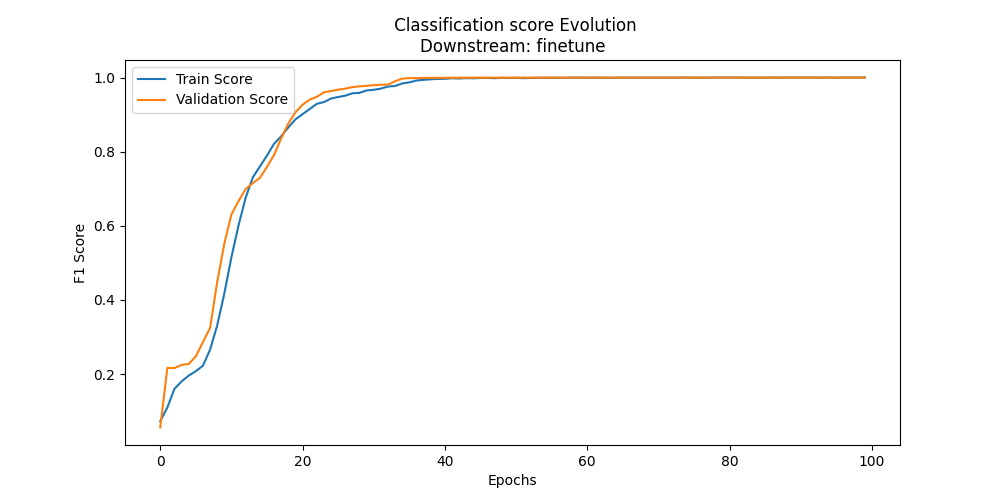 Classification score Evolution
Downstream: finetune
Train Score
Validation Score
F1 Score
1.0
0.8
0.6
0.4
0.2
0 20 40 60 80 100
Epochs